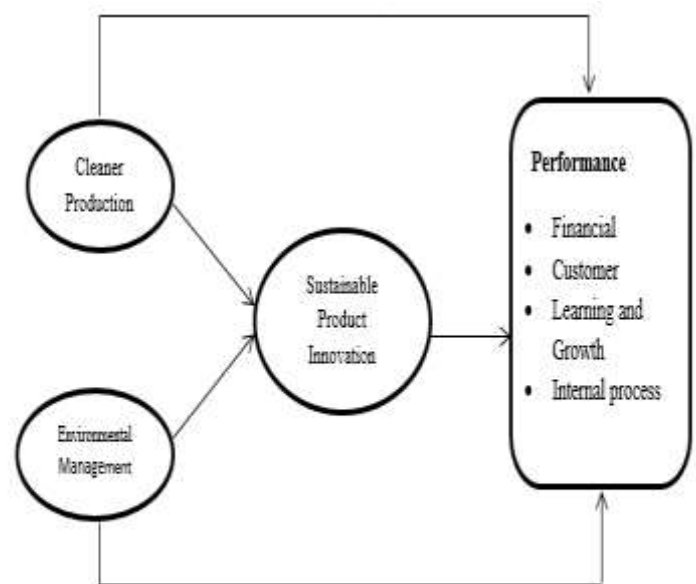 Cleaner
Production
Sustainable
Product
Innovation
Environmental
Management
Performance
• Financial
• Customer
• Learning and
Growth
• Internal process